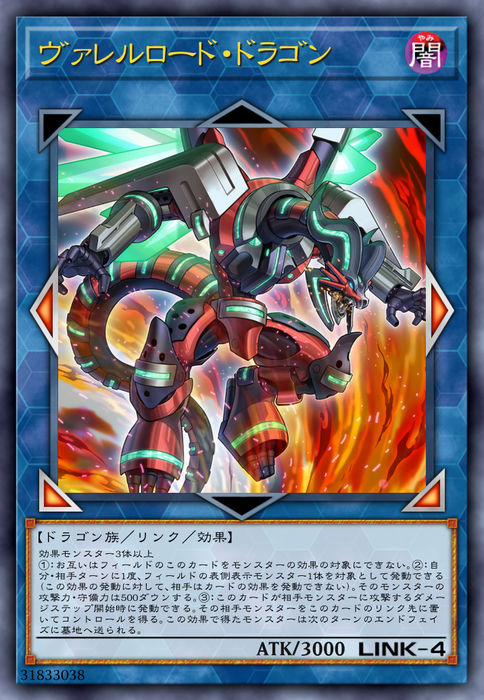 ヴァレルロード・ドラゴン
やみ
闇
【ドラゴン族／リンク／効果】
効果モンスター3体以上
①：お互いはフィールドのこのカードをモンスターの効果の対象にできない。②：自
分・相手ターンに1度、フィールドの表側表示モンスター1体を対象として発動できる
（この効果の発動に対して、相手はカードの効果を発動できない）。そのモンスターの
攻撃力・守備力は500ダウンする。③：このカードが相手モンスターに攻撃するダメー
ジステップ開始時に発動できる。その相手モンスターをこのカードのリンク先に置
いてコントロールを得る。この効果で得たモンスターは次のターンのエンドフェイ
ズに墓地へ送られる。
ATK/3000 LINK-4
31833038